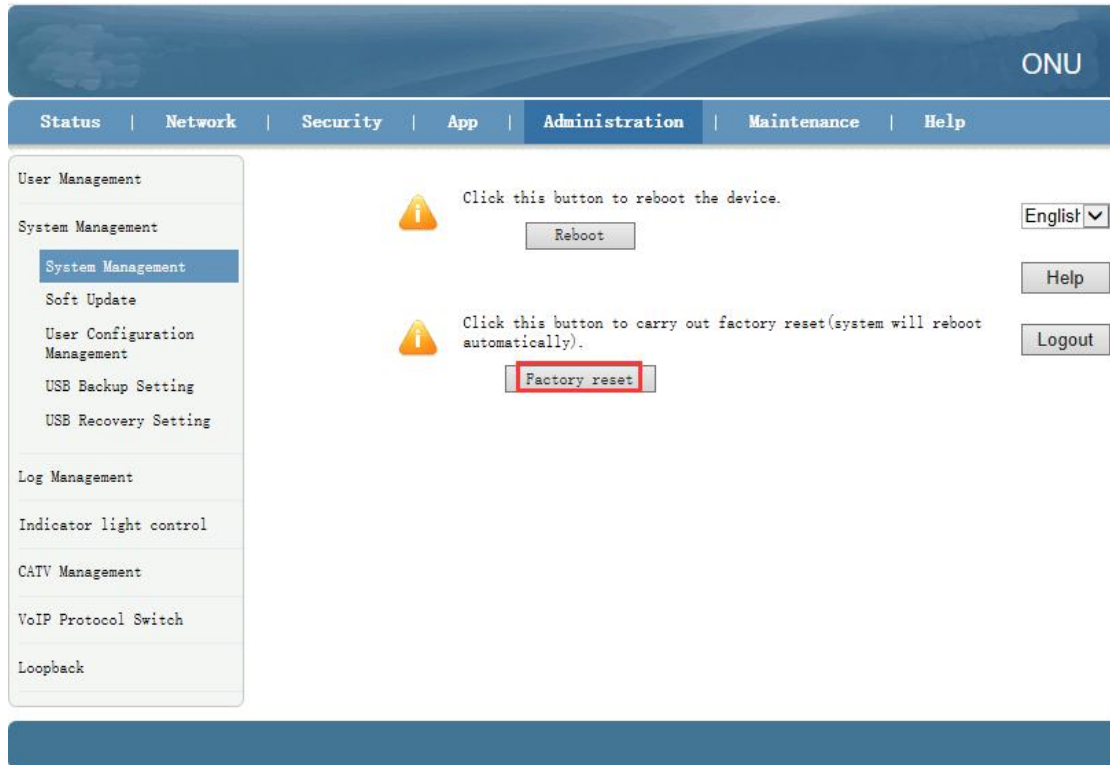 ONU
Status | Network | Security | App | Administration | Maintenance | Help
User Management
System Management
System Management
Soft Update
User Configuration
Management
USB Backup Setting
USB Recovery Setting
Log Management
Indicator light control
CATV Management
VoIP Protocol Switch
Loopback
Click this button to reboot the device.
Reboot
Click this button to carry out factory reset(system will reboot
automatically).
Factory reset
English
Help
Logout